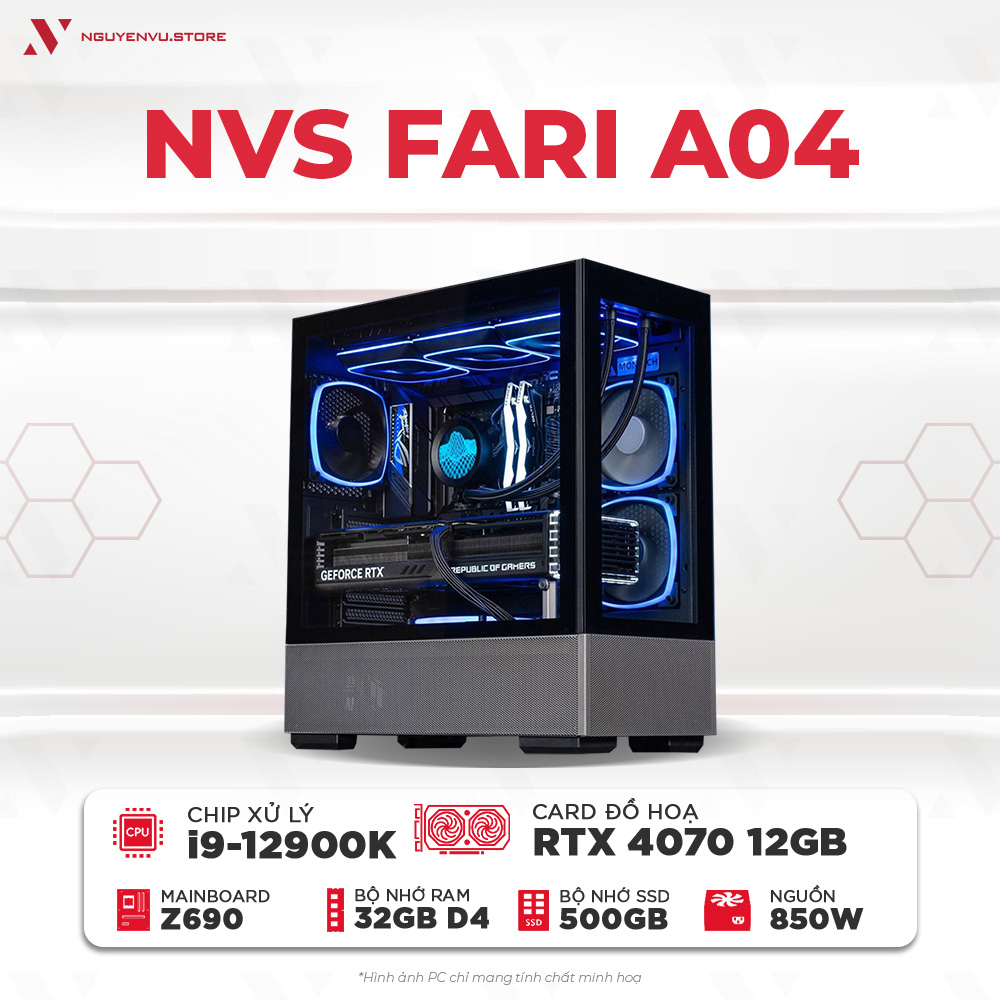 NGUYENVU.STORE
NVS FARI A04
GEFORCE RTX
REPUBLIC OF GAMERS
CPU
CHIP XỬ LÝ
i9-12900K
CARD ĐỒ HOẠ
RTX 4070 12GB
MAINBOARD
Z690
BỘ NHỚ RAM
32GB D4
SSD
BỘ NHỚ SSD
500GB
NGUỒN
850W
*Hình ảnh PC chỉ mang tính chất minh hoạ